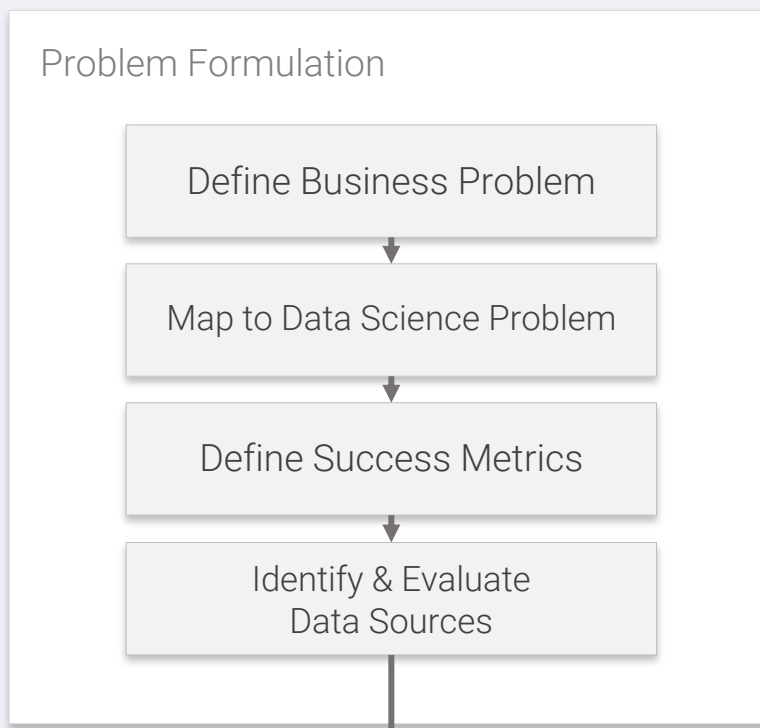 Problem Formulation
Define Business Problem
Map to Data Science Problem
Define Success Metrics
Identify & Evaluate
Data Sources